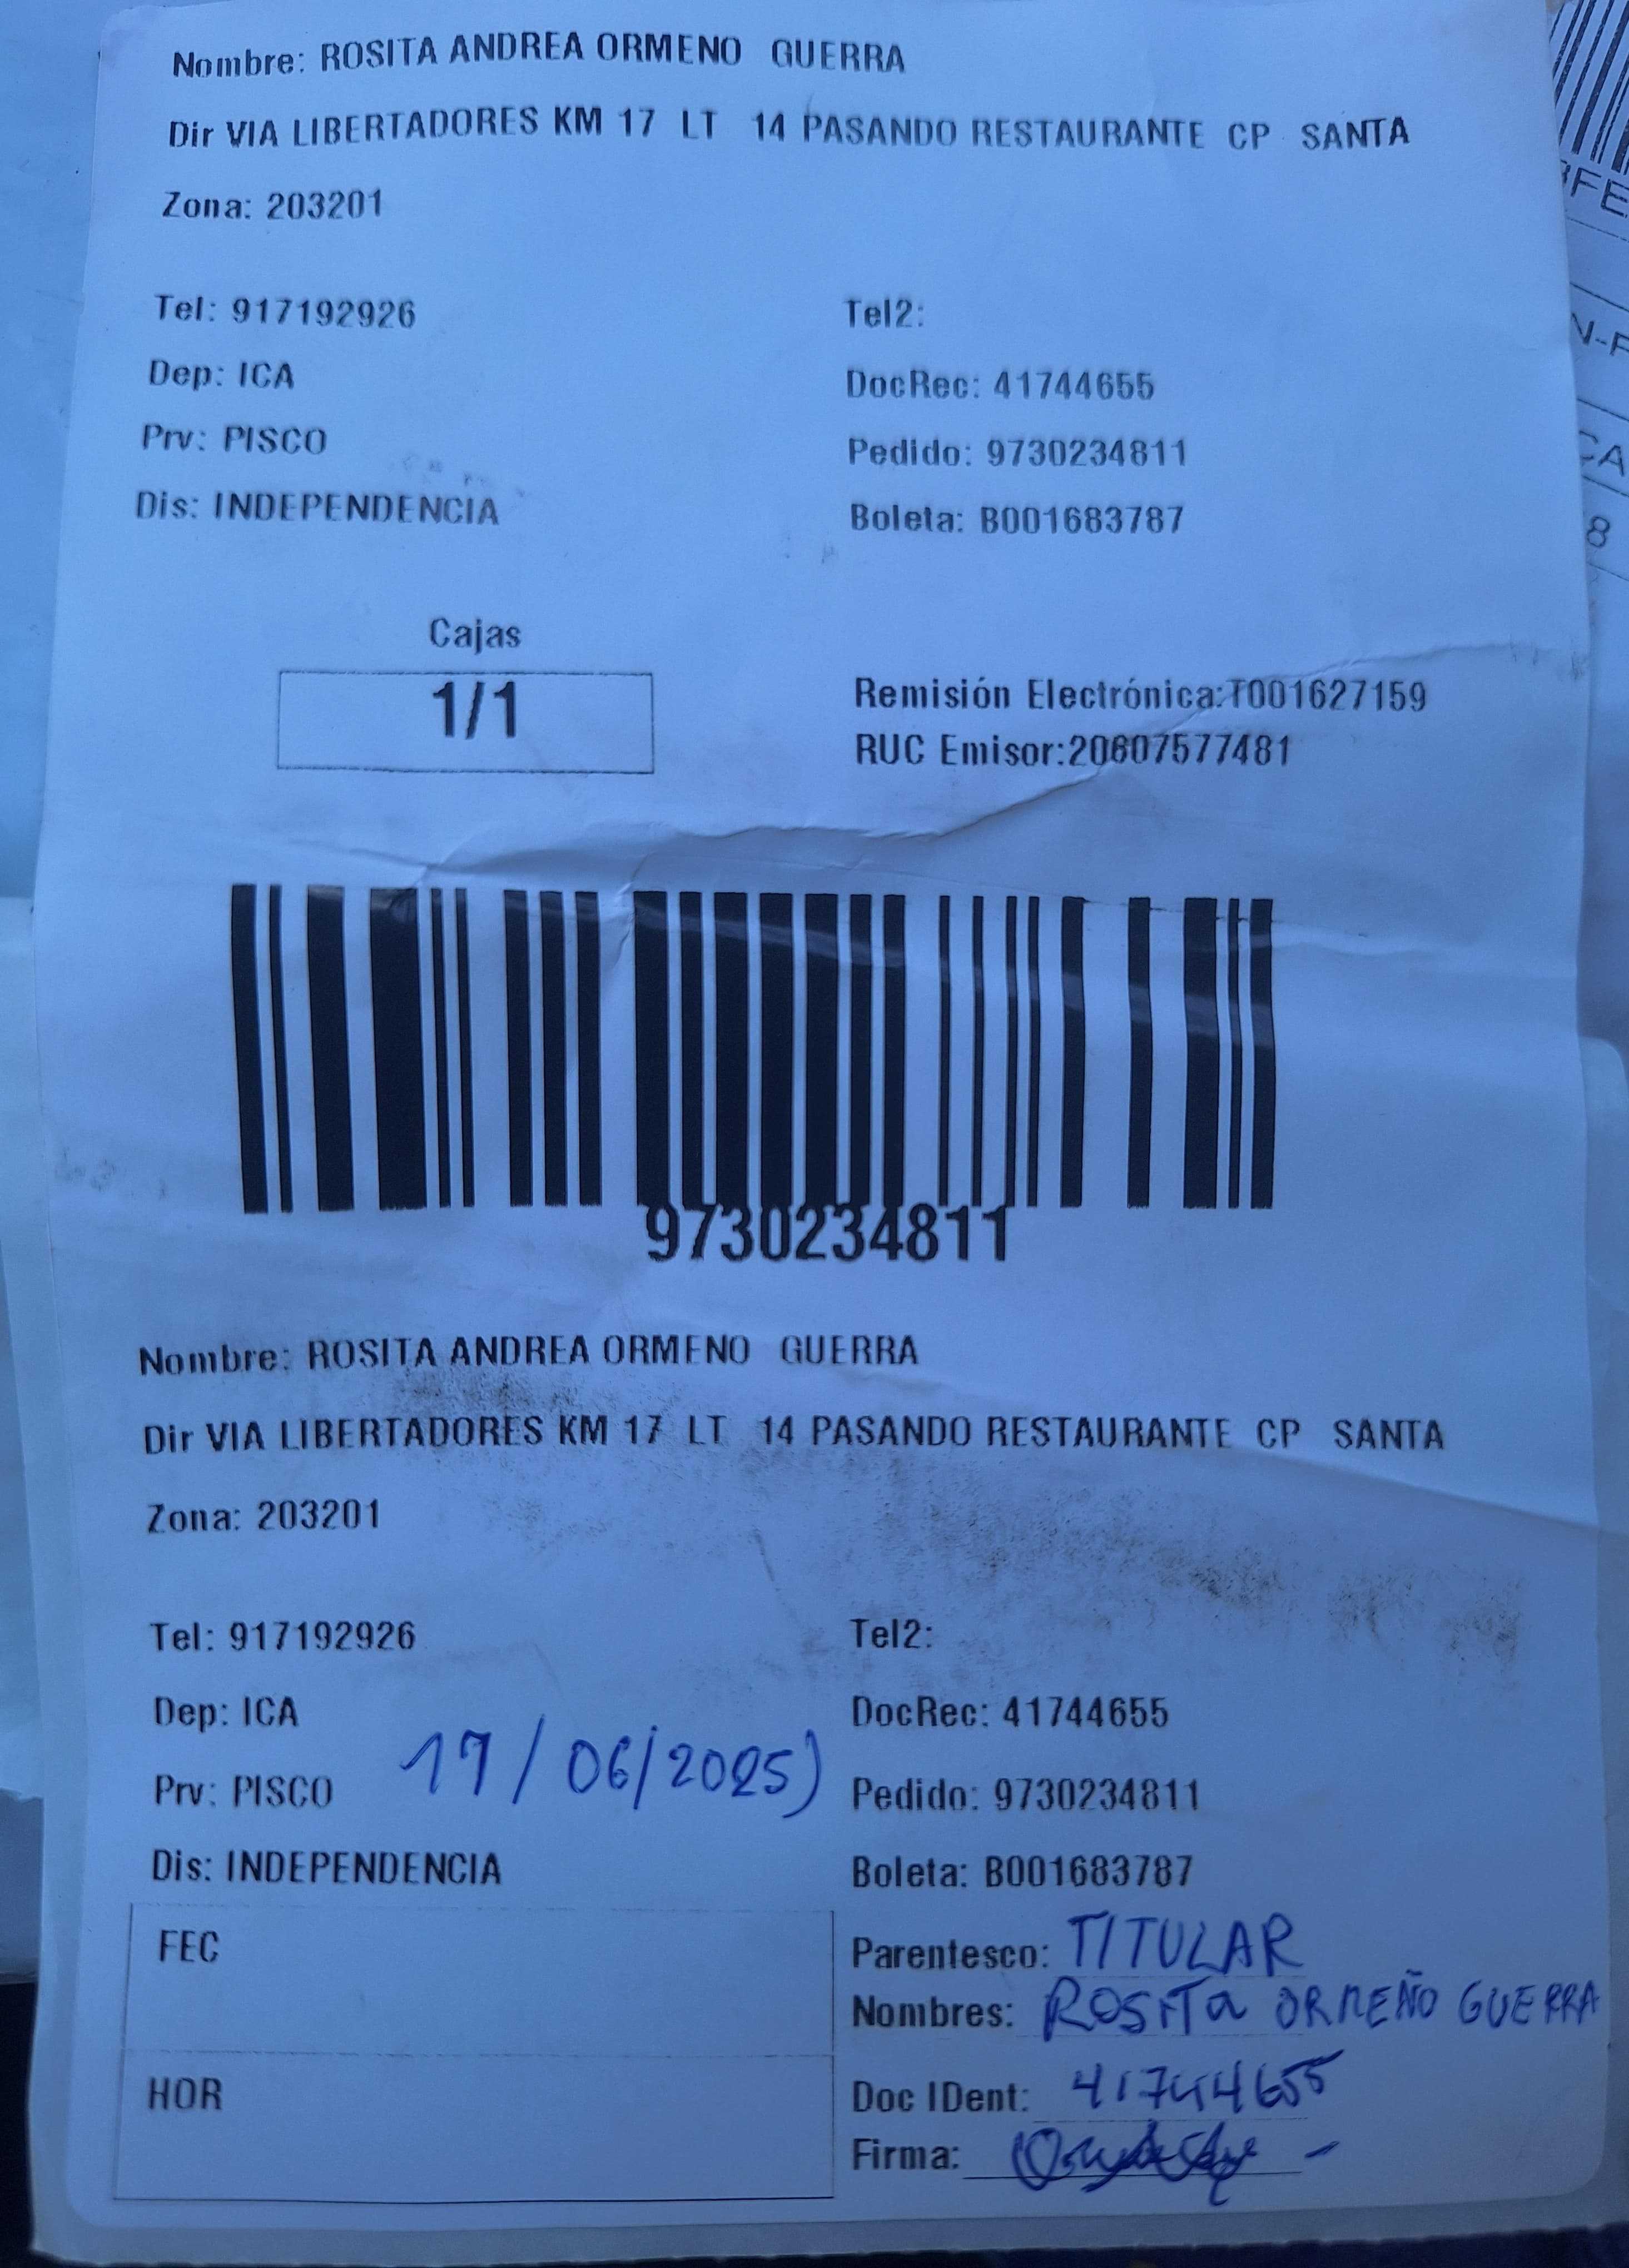 Nombre: ROSITA ANDREA ORMENO GUERRA
Dir VIA LIBERTADORES KM 17 LT 14 PASANDO RESTAURANTE CP SANTA
Zona: 203201
Tel: 917192926 Tel2:
Dep: ICA DocRec: 41744655
Prv: PISCO Pedido: 9730234811
Dis: INDEPENDENCIA Boleta: B001683787
Cajas
1/1
Remisión Electrónica:T001627159
RUC Emisor:20607577481
9730234811
Nombre: ROSITA ANDREA ORMENO GUERRA
Dir VIA LIBERTADORES KM 17 LT 14 PASANDO RESTAURANTE CP SANTA
Zona: 203201
Tel: 917192926 Tel2:
Dep: ICA DocRec: 41744655
17/06/2025)
Prv: PISCO Pedido: 9730234811
Dis: INDEPENDENCIA Boleta: B001683787
FEC
Parentesco: TITULAR
Nombres: ROSITA ORMEÑO GUERRA
HOR
Doc IDent: 41744655
Firma:
CA
8